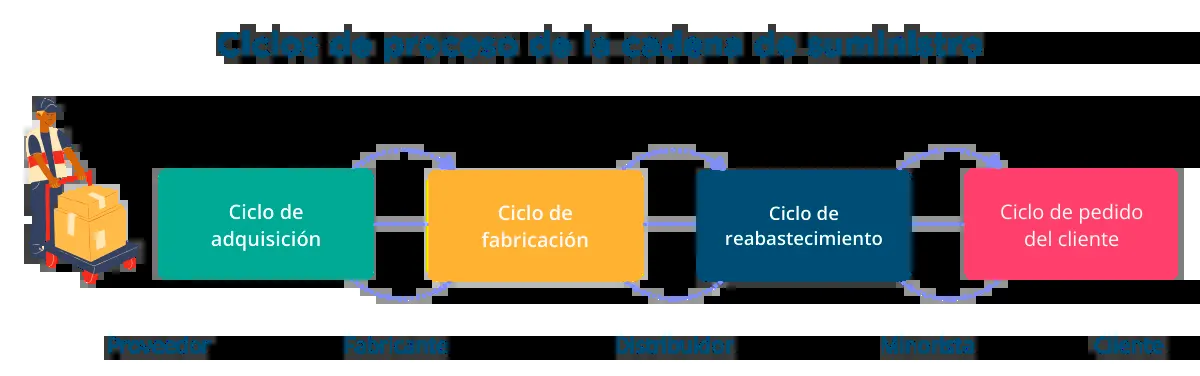 Ciclos de proceso de la cadena de suministro
Ciclo de
adquisición
Ciclo de
fabricación
Ciclo de
reabastecimiento
Ciclo de pedido
del cliente
Proveedor
Fabricante
Distribuidor
Minorista
Cliente